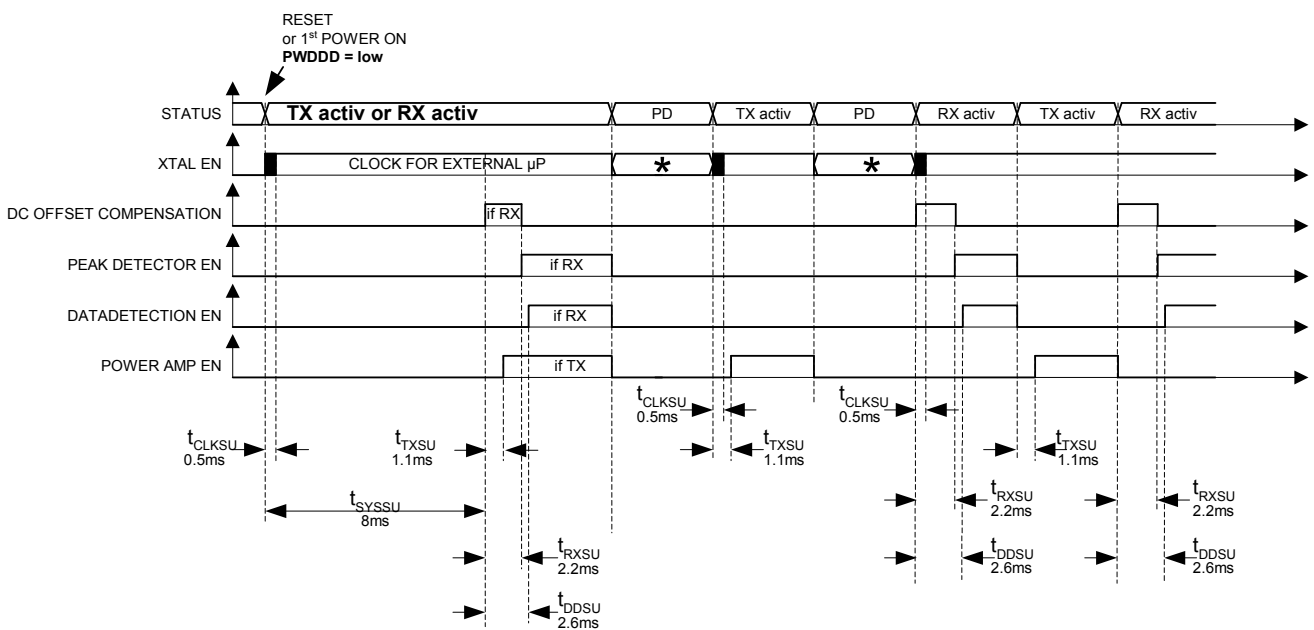 RESET
or 1st POWER ON
PWDDD = low
STATUS
TX activ or RX activ
PD
TX activ
PD
RX activ
TX activ
RX activ
XTAL EN
CLOCK FOR EXTERNAL µP
*
*
DC OFFSET COMPENSATION
if RX
PEAK DETECTOR EN
if RX
DATADETECTION EN
if RX
POWER AMP EN
if TX
tCLKSU
0.5ms
tCLKSU
0.5ms
tCLKSU
0.5ms
tTXSU
1.1ms
tTXSU
1.1ms
tTXSU
1.1ms
tSYSSU
8ms
tRXSU
2.2ms
tRXSU
2.2ms
tRXSU
2.2ms
tDDSU
2.6ms
tDDSU
2.6ms
tDDSU
2.6ms